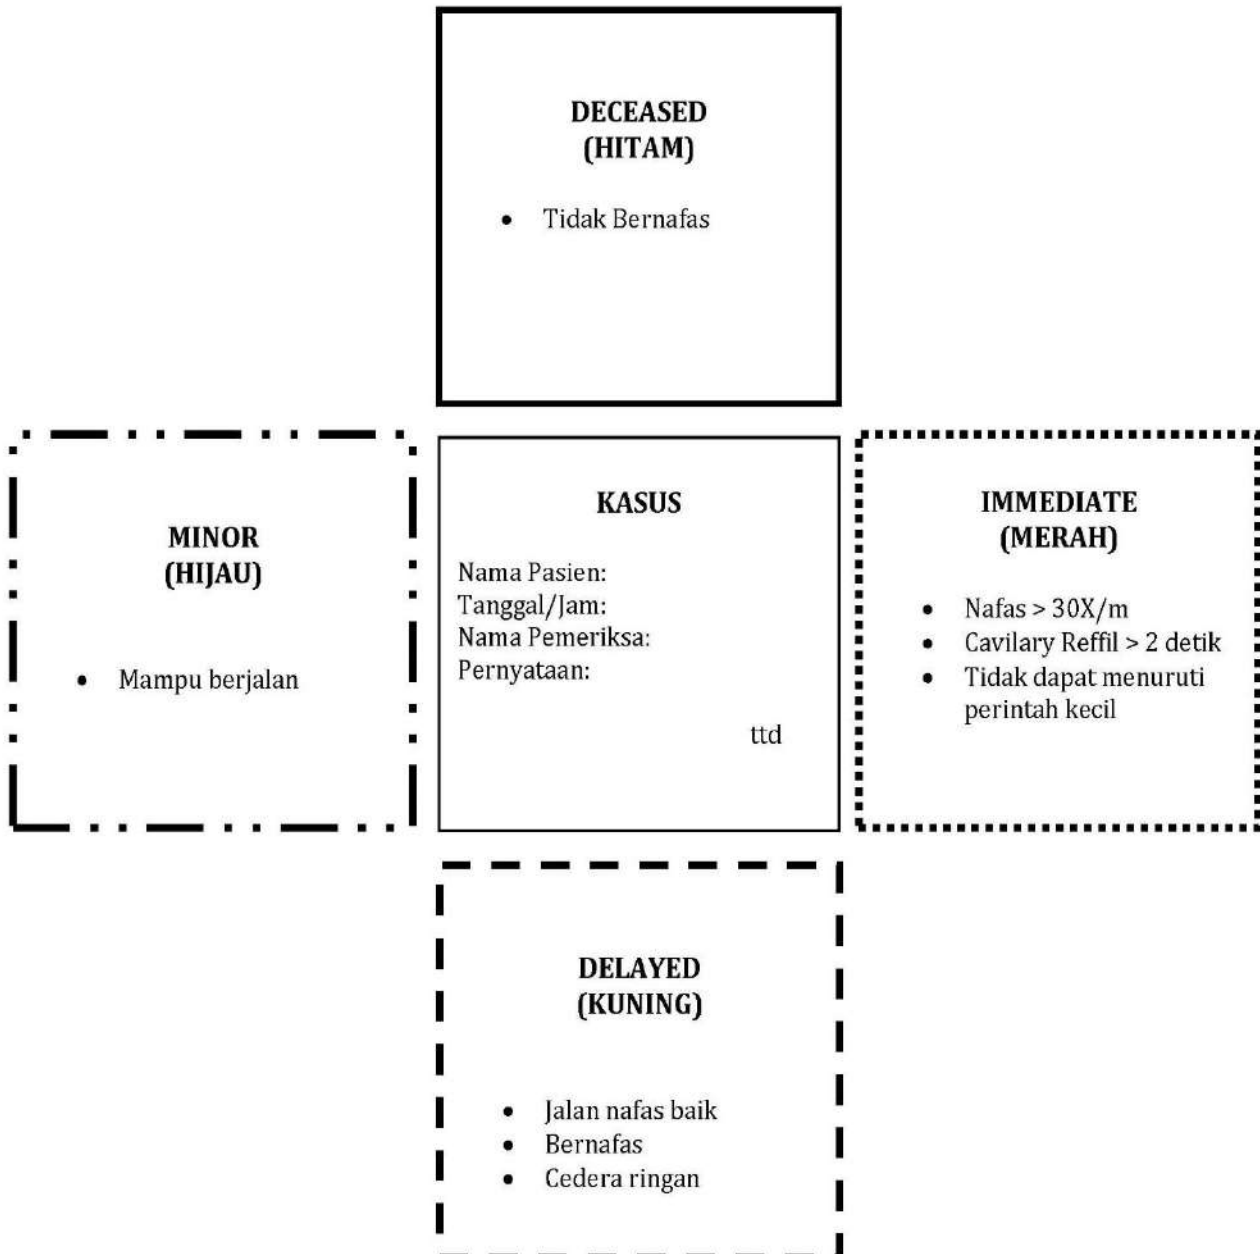 DECEASED
(HITAM)
• Tidak Bernafas
MINOR
(HIJAU)
• Mampu berjalan
KASUS
Nama Pasien:
Tanggal/Jam:
Nama Pemeriksa:
Pernyataan:
ttd
IMMEDIATE
(MERAH)
• Nafas > 30X/m
• Cavilary Reffil > 2 detik
• Tidak dapat menuruti
perintah kecil
DELAYED
(KUNING)
• Jalan nafas baik
• Bernafas
• Cedera ringan